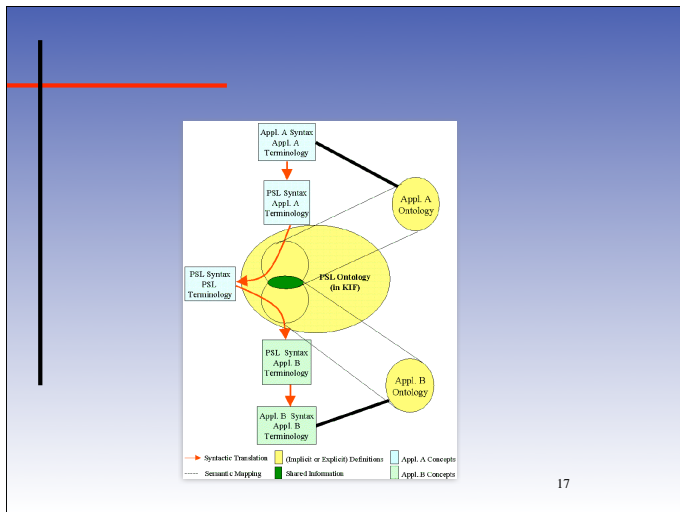 Appl. A Syntax
Appl. A
Terminology
PSL Syntax
Appl. A
Terminology
Appl. A
Ontology
PSL Syntax
PSL
Terminology
PSL Ontology
(in KIF)
PSL Syntax
Appl. B
Terminology
Appl. B
Ontology
Appl. B Syntax
Appl. B
Terminology
Syntactic Translation
(Implicit or Explicit) Definitions
Appl. A Concepts
Semantic Mapping
Shared Information
Appl. B Concepts
17